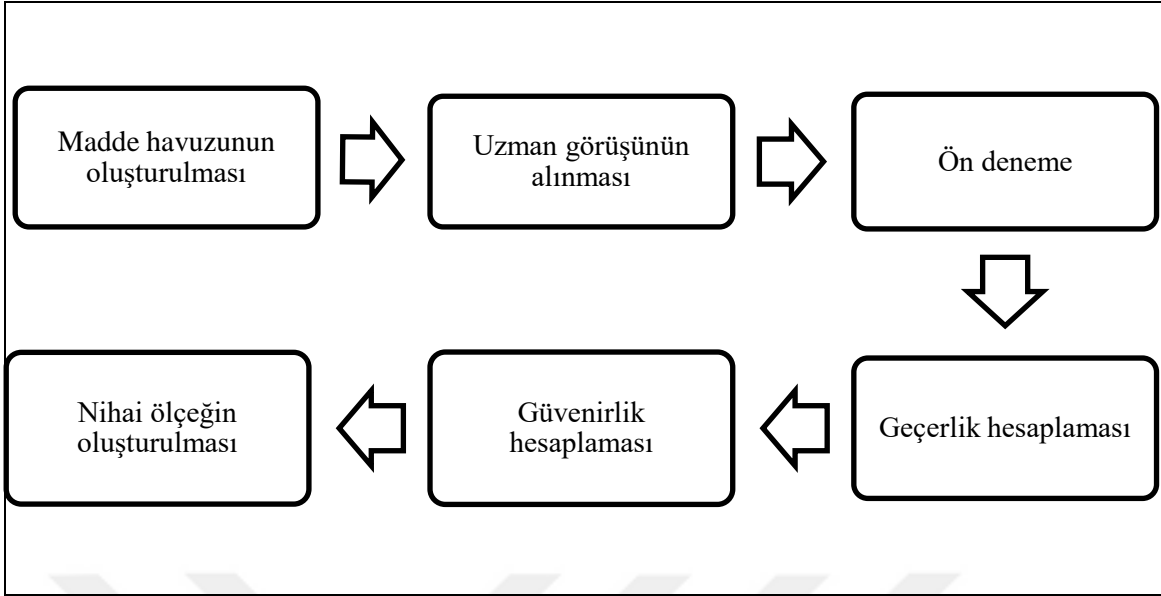 Madde havuzunun
oluşturulması
Uzman görüşünün
alınması
Ön deneme
Geçerlik hesaplaması
Güvenirlik
hesaplaması
Nihai ölçeğin
oluşturulması